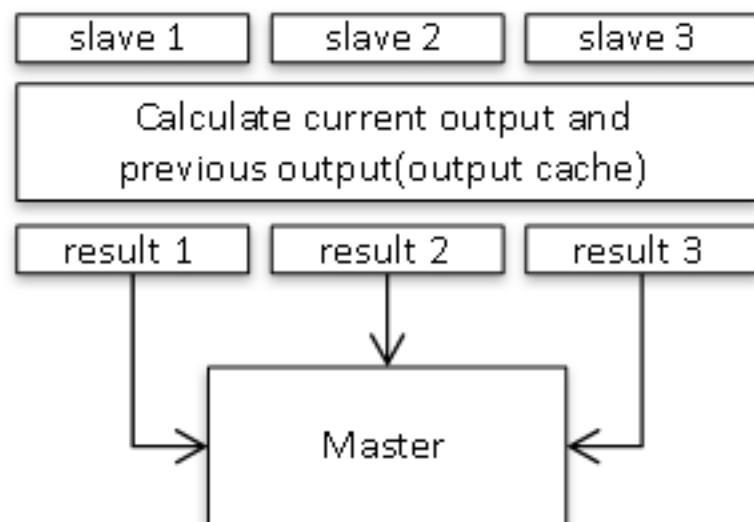 slave 1
slave 2
slave 3
Calculate current output and
previous output(output cache)
result 1
result 2
result 3
Master